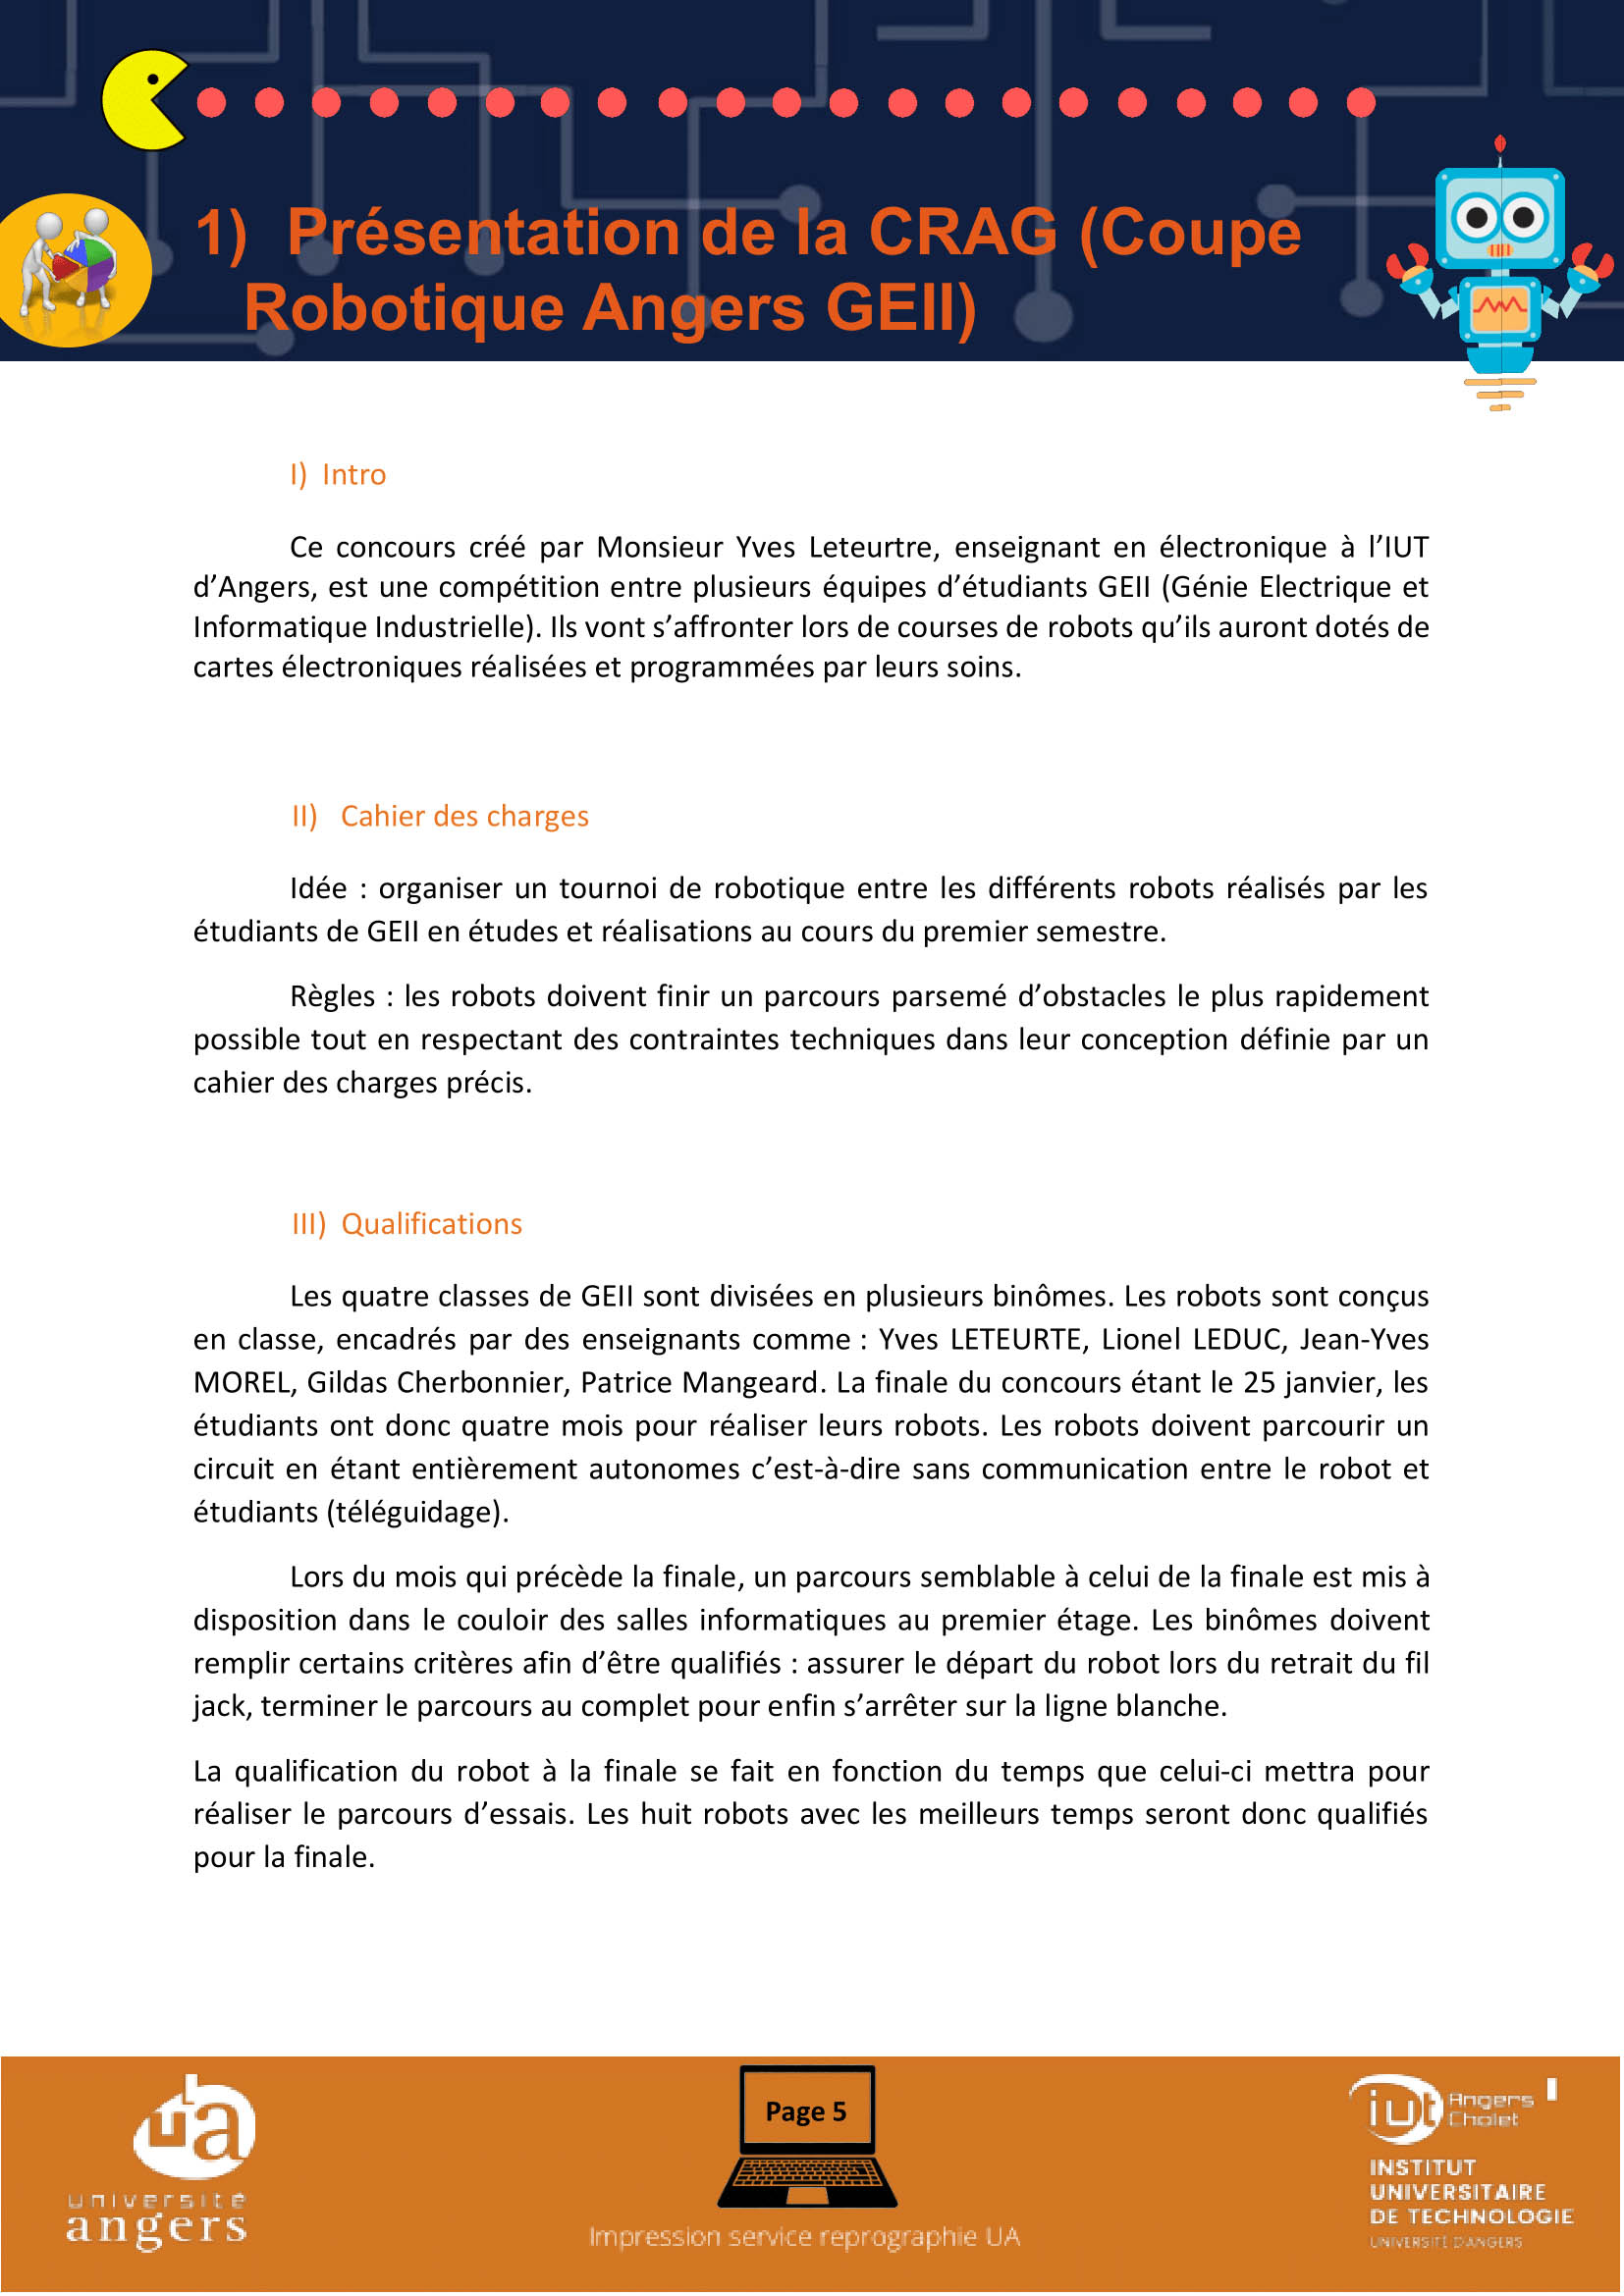 1) Présentation de la CRAG (Coupe
Robotique Angers GEII)
I) Intro
Ce concours créé par Monsieur Yves Leteurtre, enseignant en électronique à l’IUT
d’Angers, est une compétition entre plusieurs équipes d’étudiants GEII (Génie Electrique et
Informatique Industrielle). Ils vont s’affronter lors de courses de robots qu’ils auront dotés de
cartes électroniques réalisées et programmées par leurs soins.
II) Cahier des charges
Idée : organiser un tournoi de robotique entre les différents robots réalisés par les
étudiants de GEII en études et réalisations au cours du premier semestre.
Règles : les robots doivent finir un parcours parsemé d’obstacles le plus rapidement
possible tout en respectant des contraintes techniques dans leur conception définie par un
cahier des charges précis.
III) Qualifications
Les quatre classes de GEII sont divisées en plusieurs binômes. Les robots sont conçus
en classe, encadrés par des enseignants comme : Yves LETEURTE, Lionel LEDUC, Jean-Yves
MOREL, Gildas Cherbonnier, Patrice Mangeard. La finale du concours étant le 25 janvier, les
étudiants ont donc quatre mois pour réaliser leurs robots. Les robots doivent parcourir un
circuit en étant entièrement autonomes c’est-à-dire sans communication entre le robot et
étudiants (téléguidage).
Lors du mois qui précède la finale, un parcours semblable à celui de la finale est mis à
disposition dans le couloir des salles informatiques au premier étage. Les binômes doivent
remplir certains critères afin d’être qualifiés : assurer le départ du robot lors du retrait du fil
jack, terminer le parcours au complet pour enfin s’arrêter sur la ligne blanche.
La qualification du robot à la finale se fait en fonction du temps que celui-ci mettra pour
réaliser le parcours d’essais. Les huit robots avec les meilleurs temps seront donc qualifiés
pour la finale.
ua
université
angers
Page 5
Impression service reprographie UA
iut Angers
Cholet
INSTITUT
UNIVERSITAIRE
DE TECHNOLOGIE
UNIVERSITÉ D'ANGERS